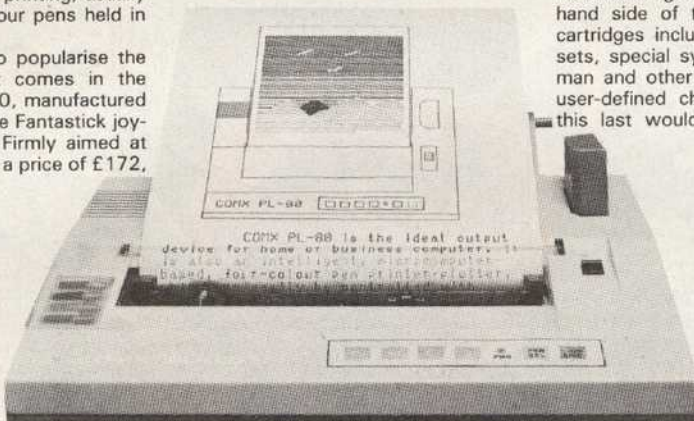 our pens held in
o popularise the
comes in the
0, manufactured
e Fantastick joy-
Firmly aimed at
a price of £172,
COMX PL-80
COMX PL-80 is the ideal output
device for home or business computer. It
is also an intelligent, microcomputer
based, four-colour pen printer-plotter,
hand side of
cartridges inclu
sets, special sy
man and other
user-defined ch
this last would